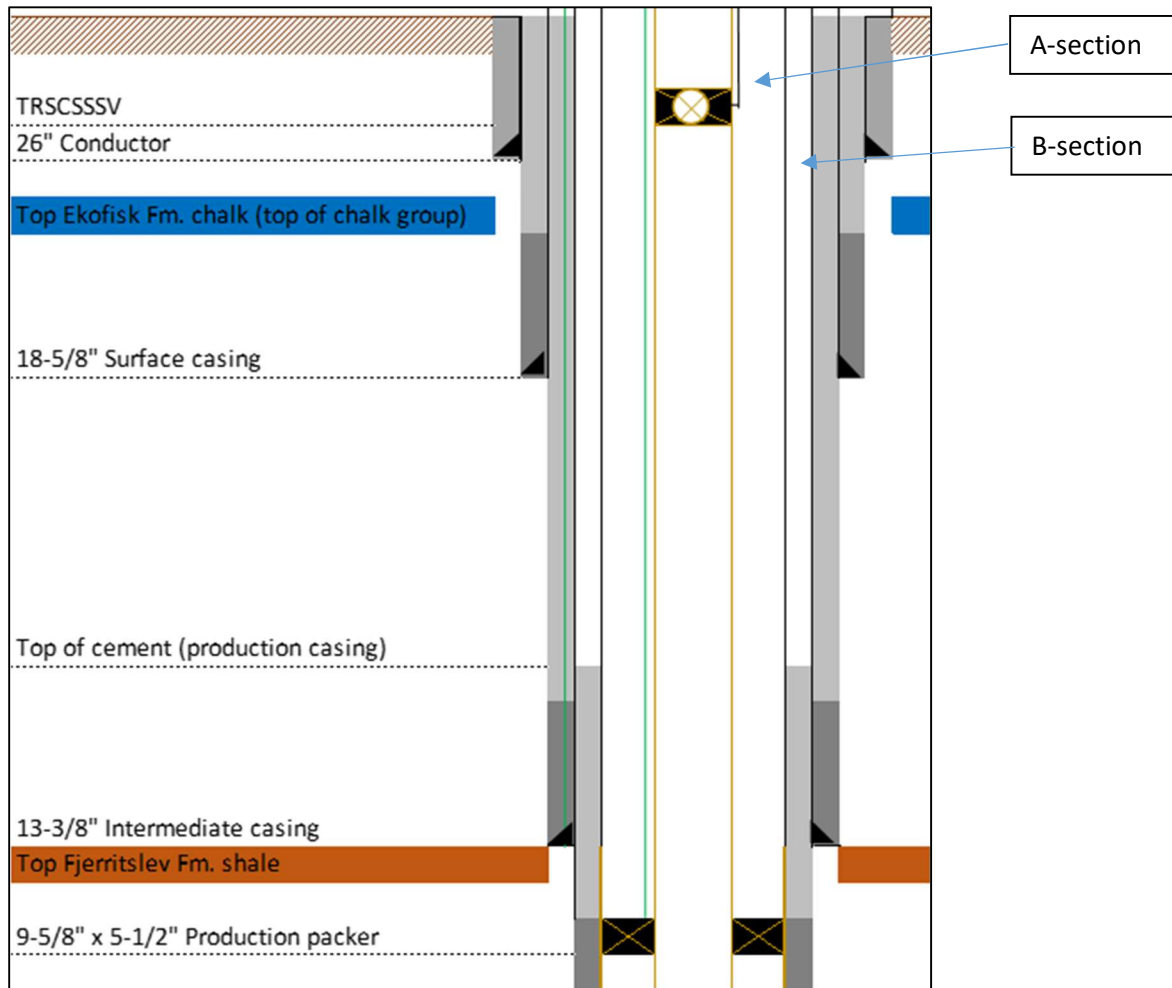 A-section
B-section
TRSCSSSV
26" Conductor
Top Ekofisk Fm. chalk (top of chalk group)
18-5/8" Surface casing
Top of cement (production casing)
13-3/8" Intermediate casing
Top Fjerritslev Fm. shale
9-5/8" x 5-1/2" Production packer